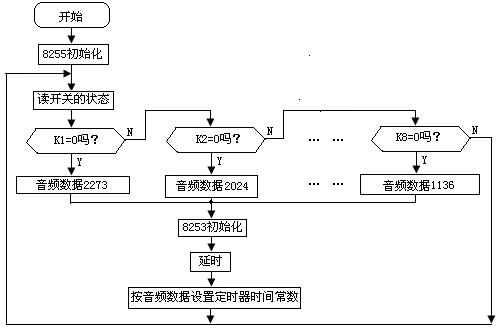 开始
8255初始化
读开关的状态
K1=0吗?
N
K2=0吗?
N
… …
K8=0吗?
N
Y
Y
Y
音频数据2273
音频数据2024
… …
音频数据1136
8253初始化
延时
按音频数据设置定时器时间常数